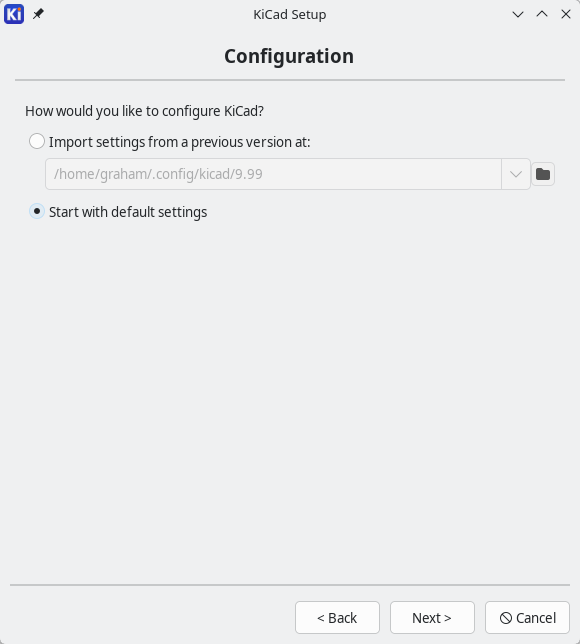 Ki
KiCad Setup
Configuration
How would you like to configure KiCad?
Import settings from a previous version at:
/home/graham/.config/kicad/9.99
Start with default settings
< Back
Next >
Cancel